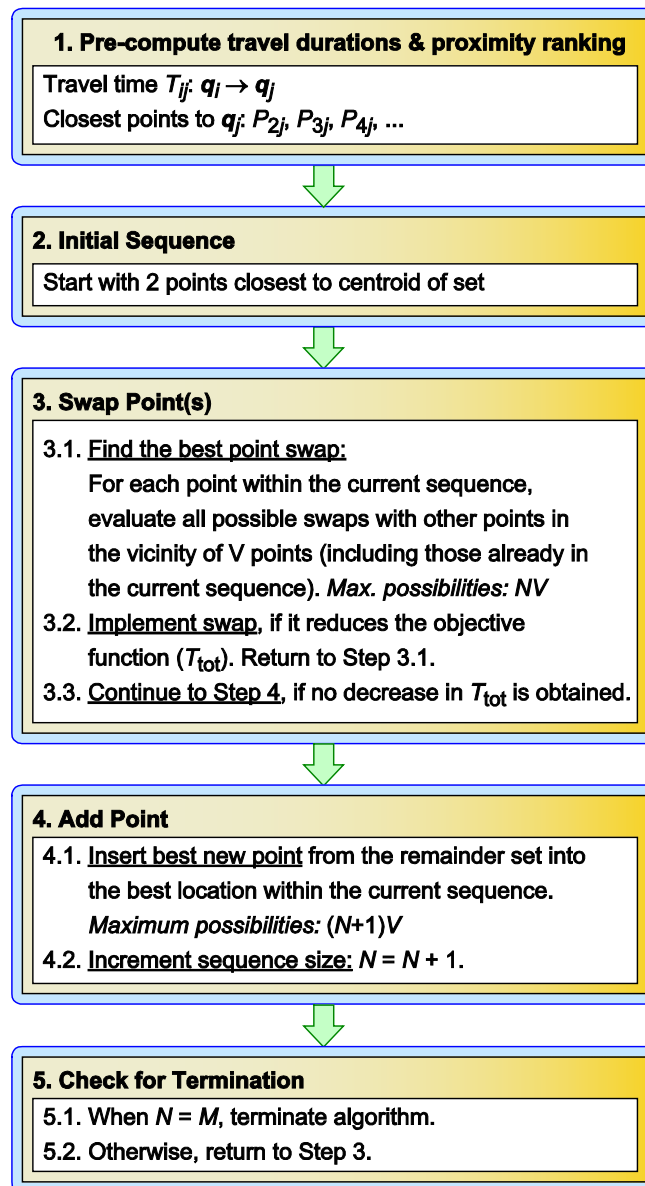 1. Pre-compute travel durations & proximity ranking
Travel time Tij: qi → qj
Closest points to qj: P2j, P3j, P4j, ...
2. Initial Sequence
Start with 2 points closest to centroid of set
3. Swap Point(s)
3.1. Find the best point swap:
For each point within the current sequence,
evaluate all possible swaps with other points in
the vicinity of V points (including those already in
the current sequence). Max. possibilities: NV
3.2. Implement swap, if it reduces the objective
function (Ttot). Return to Step 3.1.
3.3. Continue to Step 4, if no decrease in Ttot is obtained.
4. Add Point
4.1. Insert best new point from the remainder set into
the best location within the current sequence.
Maximum possibilities: (N+1)V
4.2. Increment sequence size: N = N + 1.
5. Check for Termination
5.1. When N = M, terminate algorithm.
5.2. Otherwise, return to Step 3.